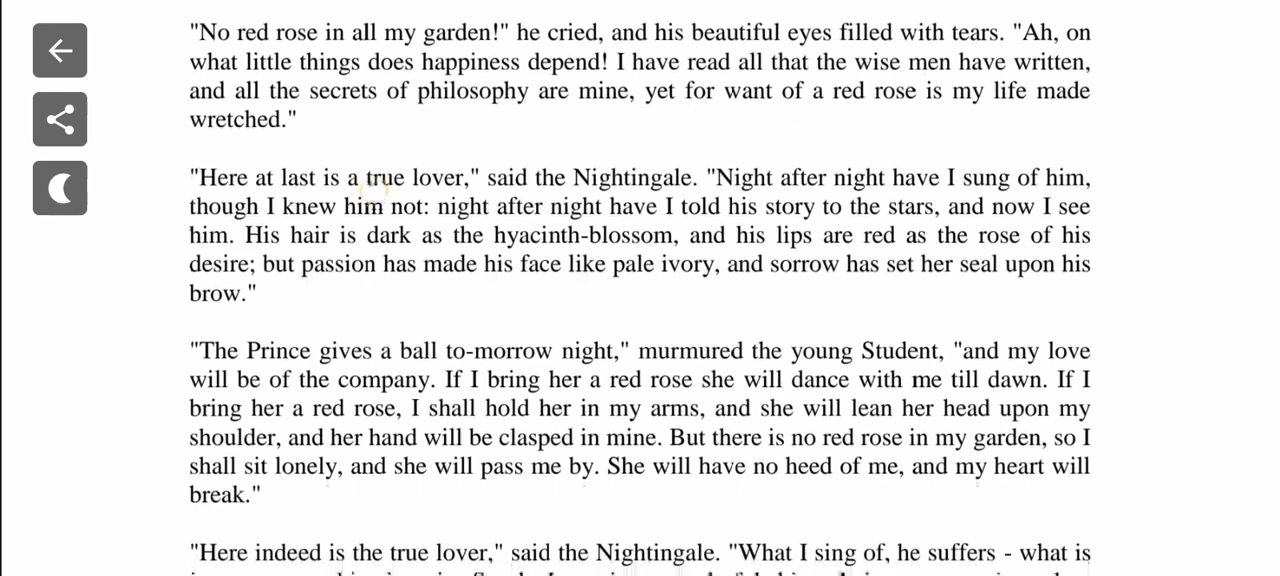 "No red rose in all my garden!" he cried, and his beautiful eyes filled with tears. "Ah, on
what little things does happiness depend! I have read all that the wise men have written,
and all the secrets of philosophy are mine, yet for want of a red rose is my life made
wretched."
"Here at last is a true lover," said the Nightingale. "Night after night have I sung of him,
though I knew him not: night after night have I told his story to the stars, and now I see
him. His hair is dark as the hyacinth-blossom, and his lips are red as the rose of his
desire; but passion has made his face like pale ivory, and sorrow has set her seal upon his
brow."
"The Prince gives a ball to-morrow night," murmured the young Student, "and my love
will be of the company. If I bring her a red rose she will dance with me till dawn. If I
bring her a red rose, I shall hold her in my arms, and she will lean her head upon my
shoulder, and her hand will be clasped in mine. But there is no red rose in my garden, so I
shall sit lonely, and she will pass me by. She will have no heed of me, and my heart will
break."
"Here indeed is the true lover," said the Nightingale. "What I sing of, he suffers - what is